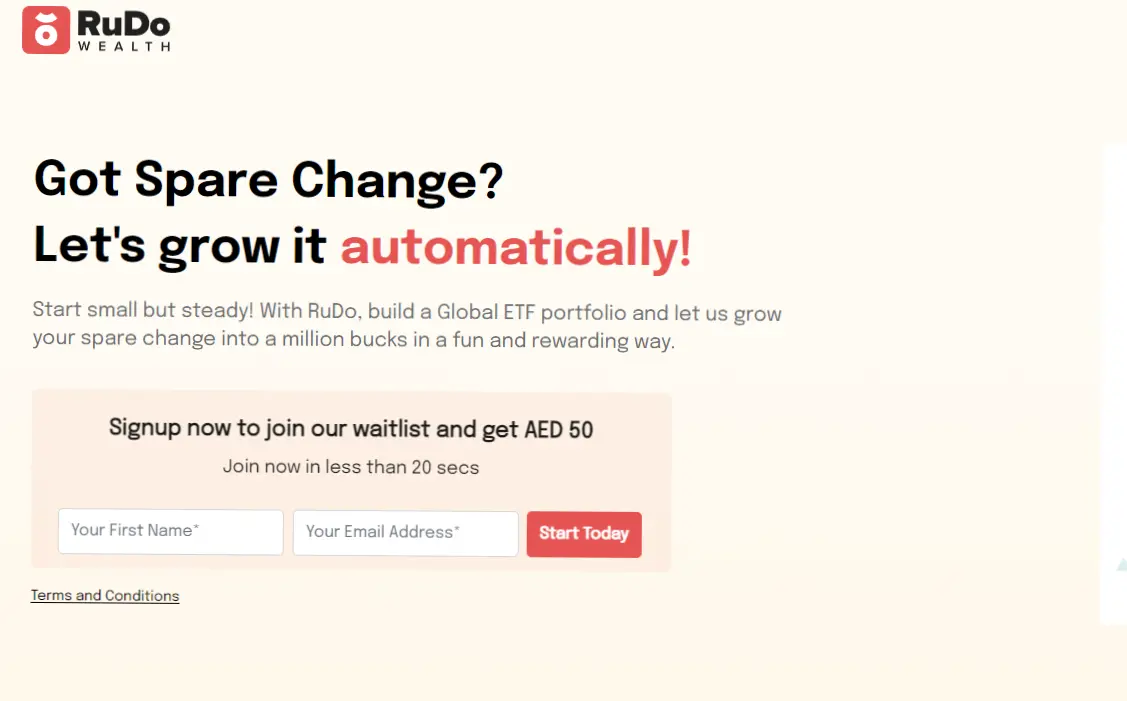 RuDo
WEALTH
Got Spare Change?
Let's grow it automatically!
Start small but steady! With RuDo, build a Global ETF portfolio and let us grow
your spare change into a million bucks in a fun and rewarding way.
Signup now to join our waitlist and get AED 50
Join now in less than 20 secs
Your First Name*
Your Email Address*
Start Today
Terms and Conditions